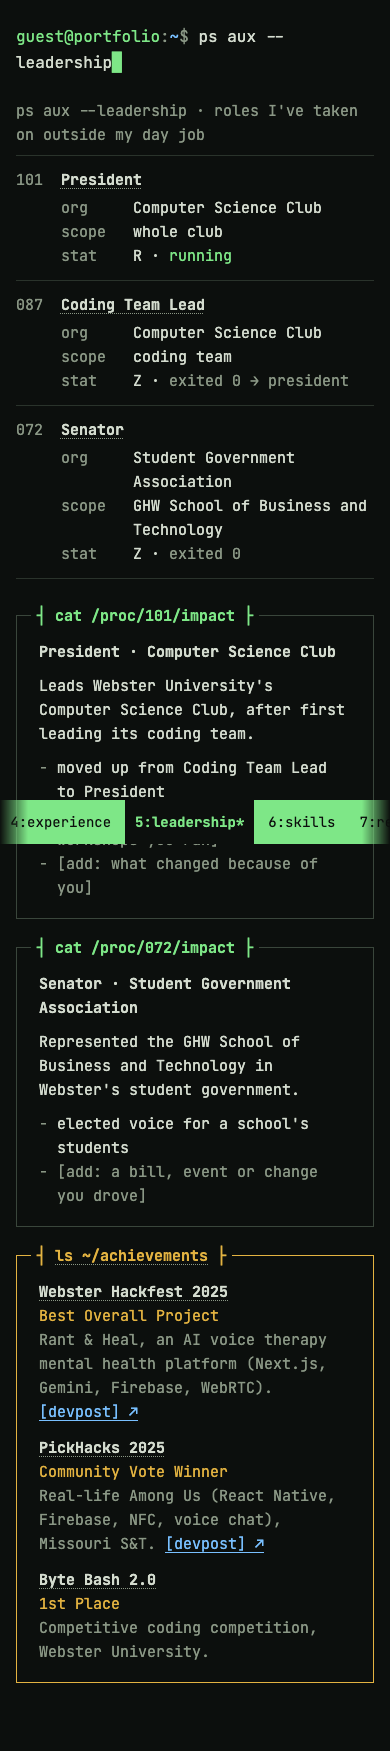 guest@portfolio:~$ ps aux --
leadership
ps aux --leadership · roles I've taken
on outside my day job
101 President
org Computer Science Club
scope whole club
stat R · running
087 Coding Team Lead
org Computer Science Club
scope coding team
stat Z · exited 0 → president
072 Senator
org Student Government
Association
scope GHW School of Business and
Technology
stat Z · exited 0
cat /proc/101/impact
President · Computer Science Club
Leads Webster University's
Computer Science Club, after first
leading its coding team.
- moved up from Coding Team Lead
to President
4:experience 5:leadership* 6:skills
- [add: what changed because of
you]
cat /proc/072/impact
Senator · Student Government
Association
Represented the GHW School of
Business and Technology in
Webster's student government.
- elected voice for a school's
students
- [add: a bill, event or change
you drove]
ls ~/achievements
Webster Hackfest 2025
Best Overall Project
Rant & Heal, an AI voice therapy
mental health platform (Next.js,
Gemini, Firebase, WebRTC).
[devpost] ↗
PickHacks 2025
Community Vote Winner
Real-life Among Us (React Native,
Firebase, NFC, voice chat),
Missouri S&T. [devpost] ↗
Byte Bash 2.0
1st Place
Competitive coding competition,
Webster University.